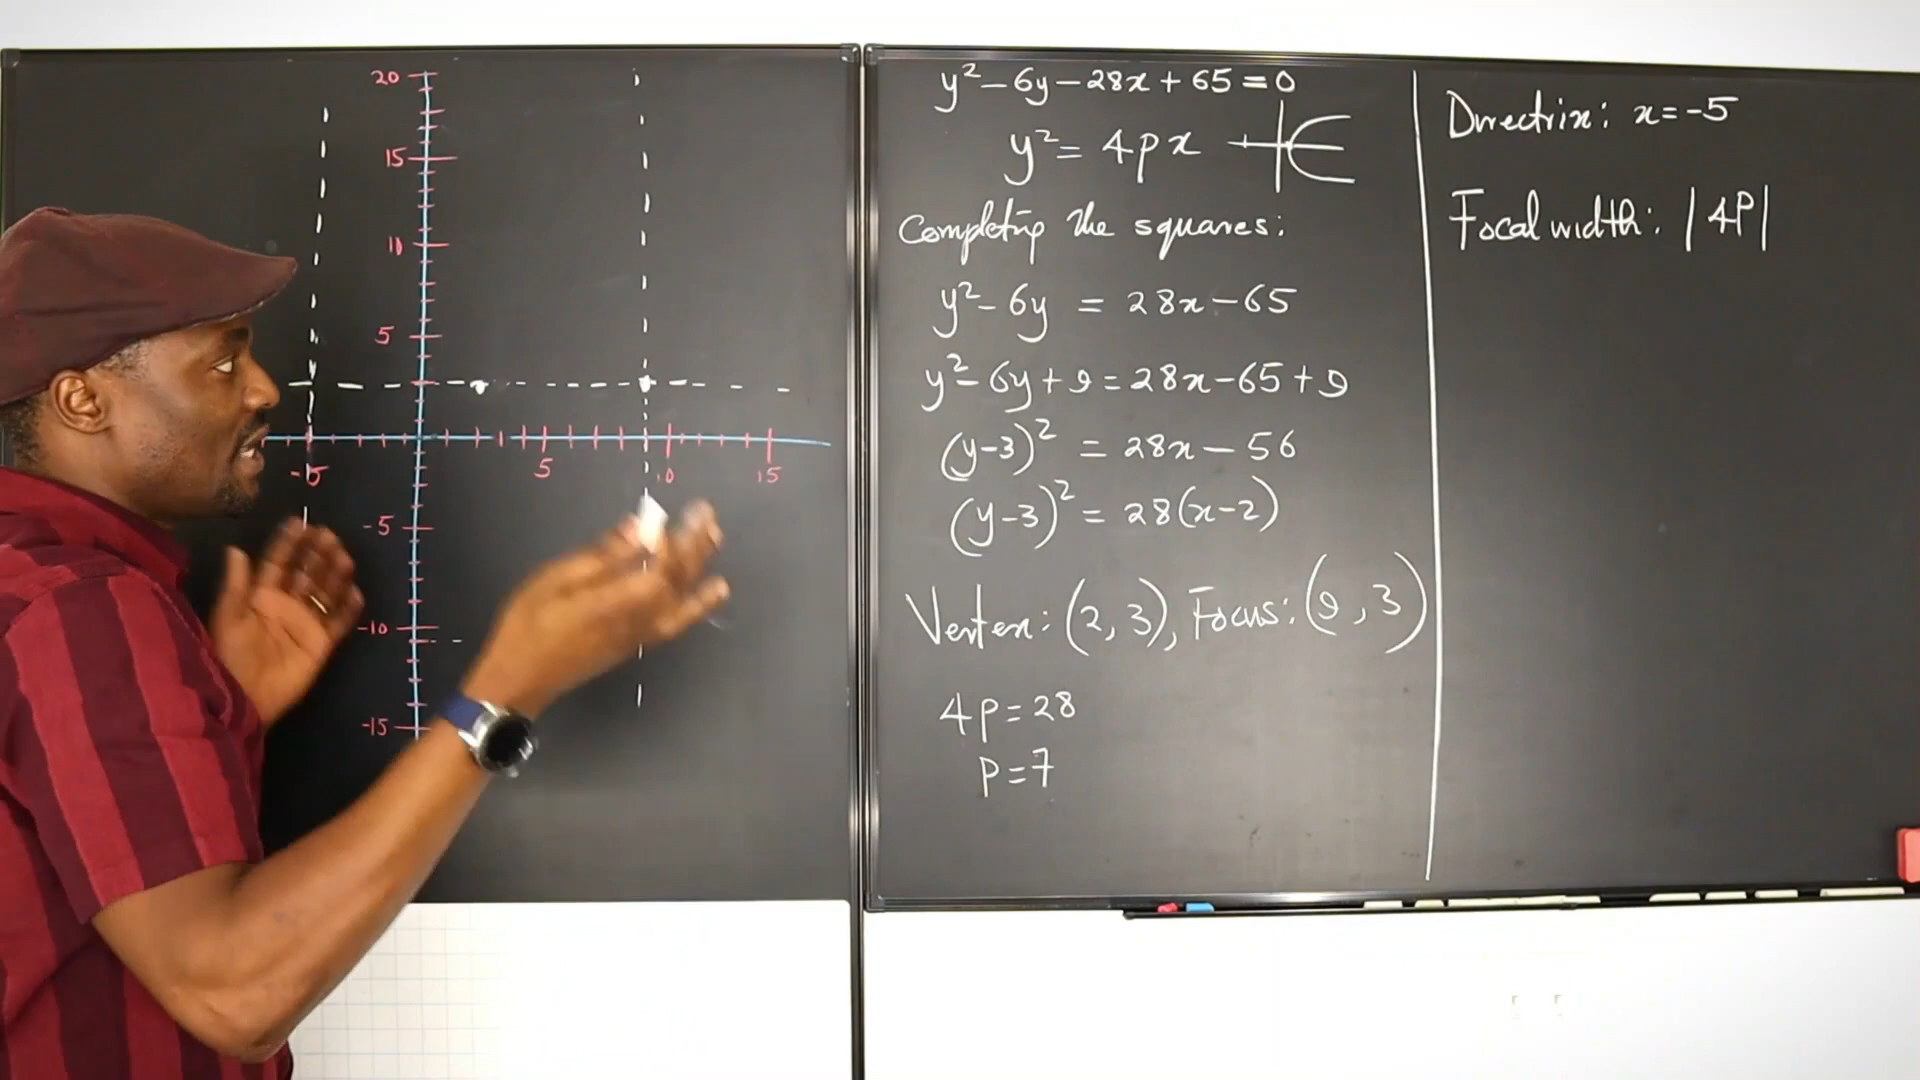 20
15
10
5
-5 5 10 15
-5
-10
-15
y² - 6y - 28x + 65 = 0
y² = 4px
Completing the squares:
y² - 6y = 28x - 65
y² - 6y + 9 = 28x - 65 + 9
(y-3)² = 28x - 56
(y-3)² = 28(x-2)
Vertex: (2, 3), Focus: (9, 3)
4p = 28
P = 7
Directrix: x = -5
Focal width: |4P|